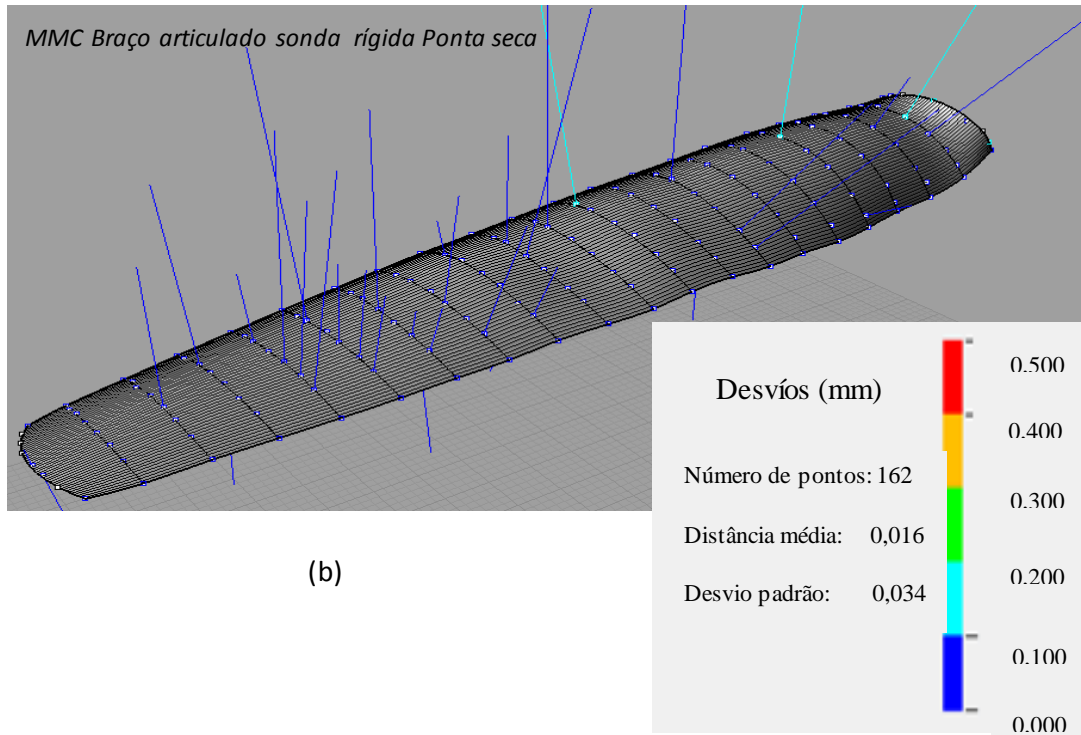 MMC Braço articulado sonda rígida Ponta seca
Desvíos (mm)
Número de pontos: 162
Distância média: 0,016
Desvio padrão: 0,034
0.500
0.400
0.300
0.200
0.100
0.000
(b)